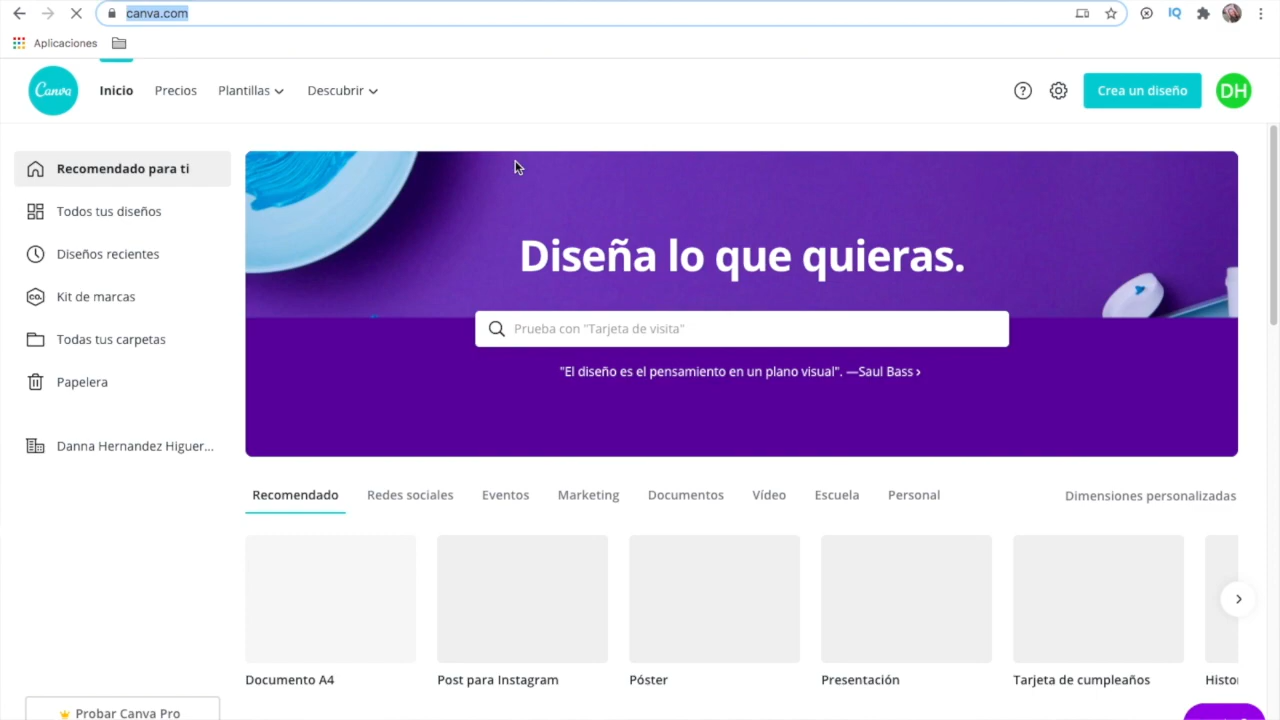 canva.com
IQ
Aplicaciones
Canva
Inicio
Precios
Plantillas
Descubrir
Crea un diseño
DH
Recomendado para ti
Todos tus diseños
Diseños recientes
CO.
Kit de marcas
Todas tus carpetas
Papelera
Danna Hernandez Higuer...
Probar Canva Pro
Diseña lo que quieras.
Prueba con "Tarjeta de visita"
"El diseño es el pensamiento en un plano visual". —Saul Bass ›
Recomendado
Redes sociales
Eventos
Marketing
Documentos
Vídeo
Escuela
Personal
Dimensiones personalizadas
Documento A4
Post para Instagram
Póster
Presentación
Tarjeta de cumpleaños